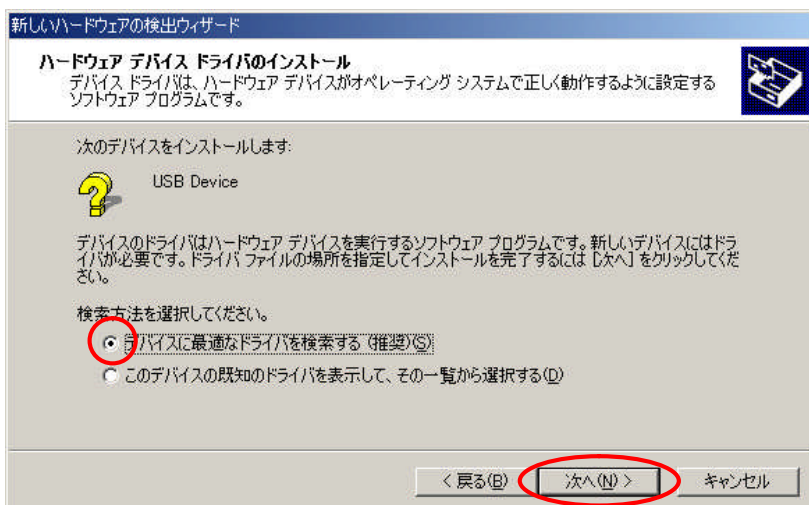 新しいハードウェアの検出ウィザード
ハードウェア デバイス ドライバのインストール
デバイス ドライバは、ハードウェア デバイスがオペレーティング システムで正しく動作するように設定する
ソフトウェア プログラムです。
次のデバイスをインストールします:
USB Device
デバイスのドライバはハードウェア デバイスを実行するソフトウェア プログラムです。新しいデバイスにはドラ
イバが必要です。ドライバ ファイルの場所を指定してインストールを完了するには [次へ] をクリックしてくだ
さい。
検索方法を選択してください。
デバイスに最適なドライバを検索する (推奨)(S)
このデバイスの既知のドライバを表示して、その一覧から選択する(D)
< 戻る(B) 次へ(N) > キャンセル